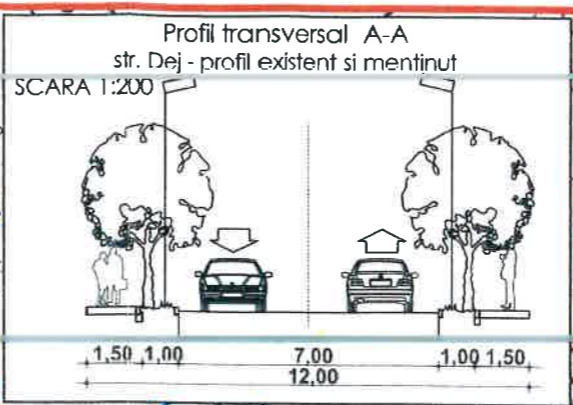 Profil transversal A-A
str. Dej - profil existent si menținut
SCARA 1:200
1,50 1,00 7,00 1,00 1,50
12,00